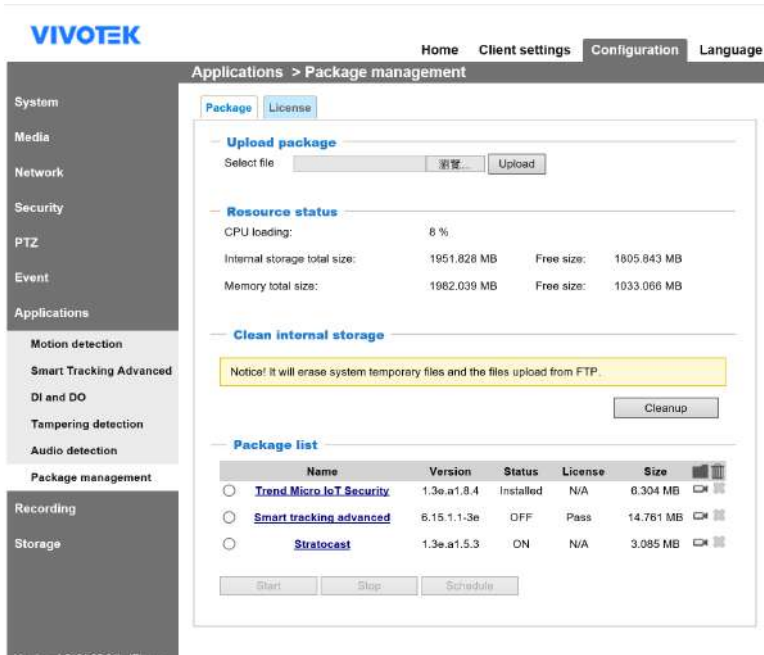 VIVOTEK
Home Client settings Configuration Language
Applications > Package management
System
Media
Network
Security
PTZ
Event
Applications
Motion detection
Smart Tracking Advanced
DI and DO
Tampering detection
Audio detection
Package management
Recording
Storage
Package License
Upload package
Select file 瀏覽... Upload
Resource status
CPU loading: 8 %
Internal storage total size: 1951.828 MB Free size: 1805.843 MB
Memory total size: 1982.039 MB Free size: 1033.066 MB
Clean internal storage
Notice! It will erase system temporary files and the files upload from FTP.
Cleanup
Package list
Name Version Status License Size
Trend Micro IoT Security 1.3e.a1.8.4 Installed N/A 6.304 MB
Smart tracking advanced 6.15.1.1-3e OFF Pass 14.761 MB
Stratocast 1.3e.a1.5.3 ON N/A 3.085 MB
Start Stop Schedule